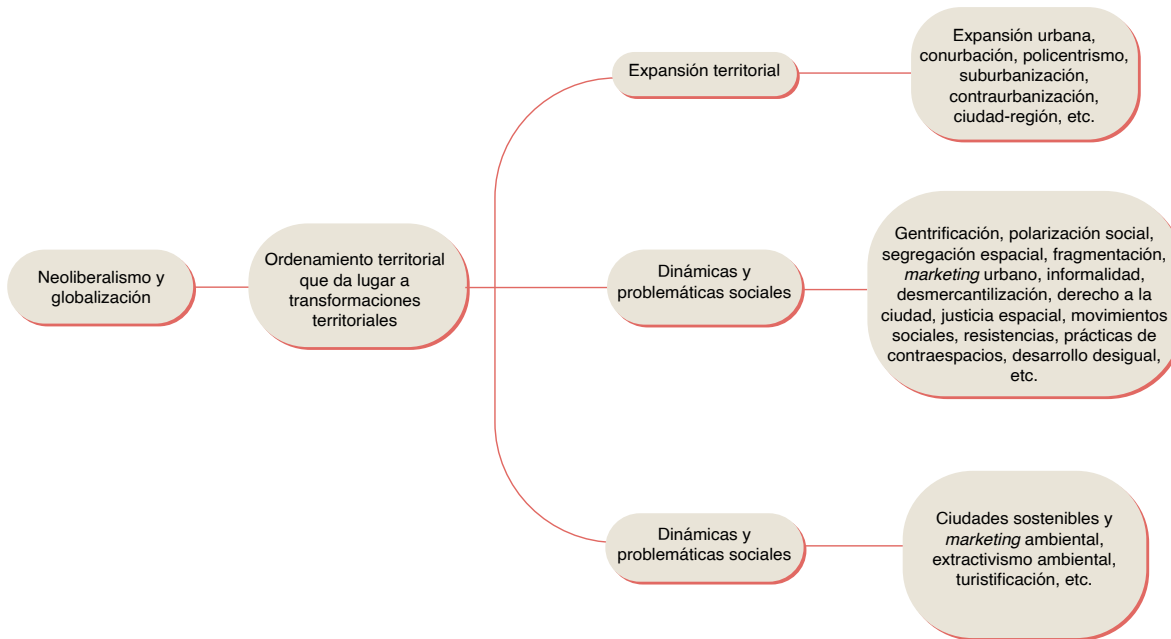 Neoliberalismo y
globalización
Ordenamiento territorial
que da lugar a
transformaciones
territoriales
Expansión territorial
Expansión urbana,
conurbación, policentrismo,
suburbanización,
contraurbanización,
ciudad-región, etc.
Dinámicas y
problemáticas sociales
Gentrificación, polarización social,
segregación espacial, fragmentación,
marketing urbano, informalidad,
desmercantilización, derecho a la
ciudad, justicia espacial, movimientos
sociales, resistencias, prácticas de
contraespacios, desarrollo desigual,
etc.
Dinámicas y
problemáticas sociales
Ciudades sostenibles y
marketing ambiental,
extractivismo ambiental,
turistificación, etc.